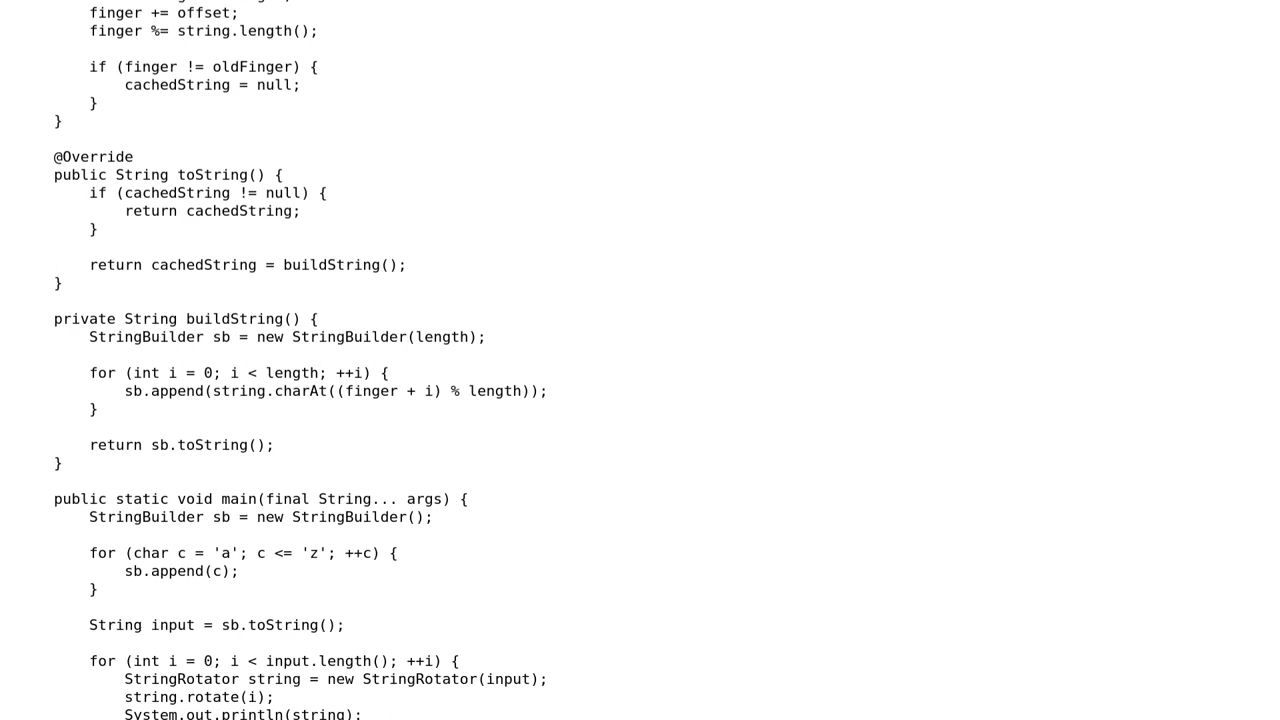 finger += offset;
finger %= string.length();
if (finger != oldFinger) {
cachedString = null;
}
}
@Override
public String toString() {
if (cachedString != null) {
return cachedString;
}
return cachedString = buildString();
}
private String buildString() {
StringBuilder sb = new StringBuilder(length);
for (int i = 0; i < length; ++i) {
sb.append(string.charAt((finger + i) % length));
}
return sb.toString();
}
public static void main(final String... args) {
StringBuilder sb = new StringBuilder();
for (char c = 'a'; c <= 'z'; ++c) {
sb.append(c);
}
String input = sb.toString();
for (int i = 0; i < input.length(); ++i) {
StringRotator string = new StringRotator(input);
string.rotate(i);
System.out.println(string);